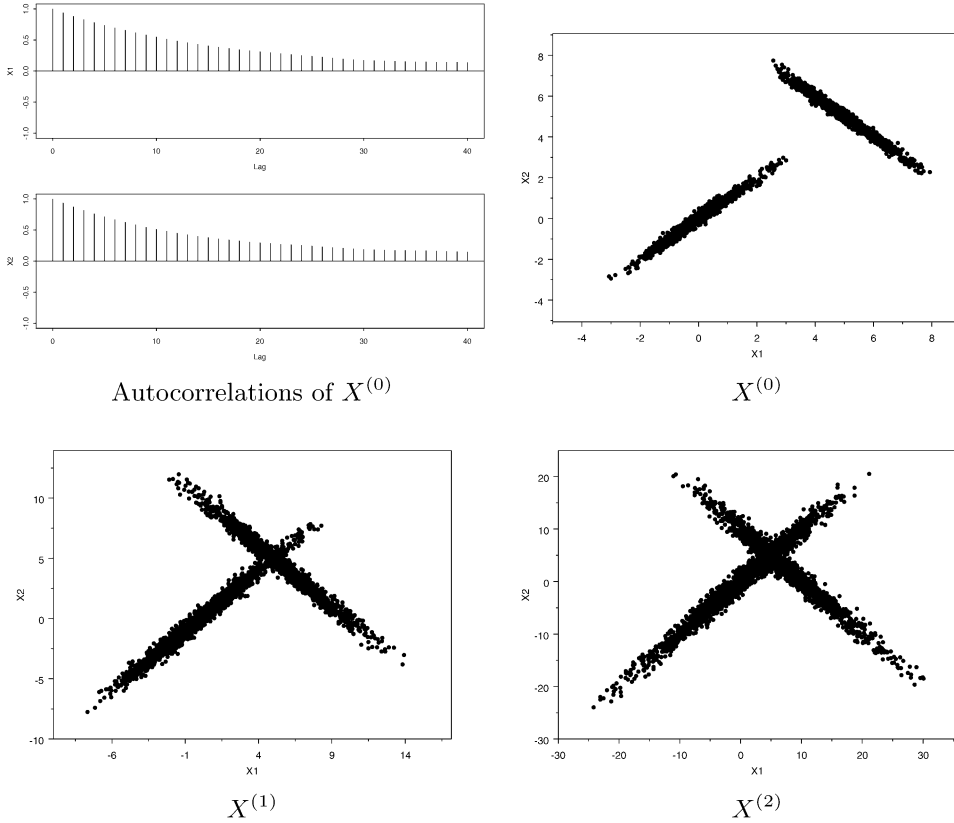 1.0
0.5
0.0
-0.5
-1.0
X1
0 10 20 30 40
Lag
1.0
0.5
0.0
-0.5
-1.0
X2
0 10 20 30 40
Lag
Autocorrelations of X^(0)
8
6
4
2
0
-2
-4
X2
-4 -2 0 2 4 6 8
X1
X^(0)
10
5
0
-5
-10
X2
-6 -1 4 9 14
X1
X^(1)
20
10
0
-10
-20
-30
X2
-30 -20 -10 0 10 20 30
X1
X^(2)